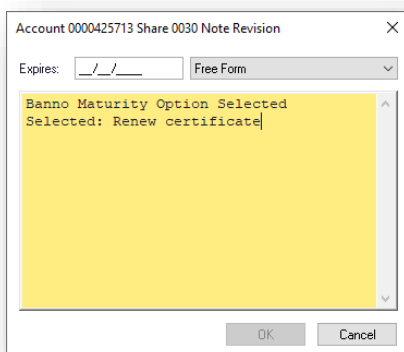 Account 0000425713 Share 0030 Note Revision
Expires: __/__/____ Free Form
Banno Maturity Option Selected
Selected: Renew certificate
OK Cancel